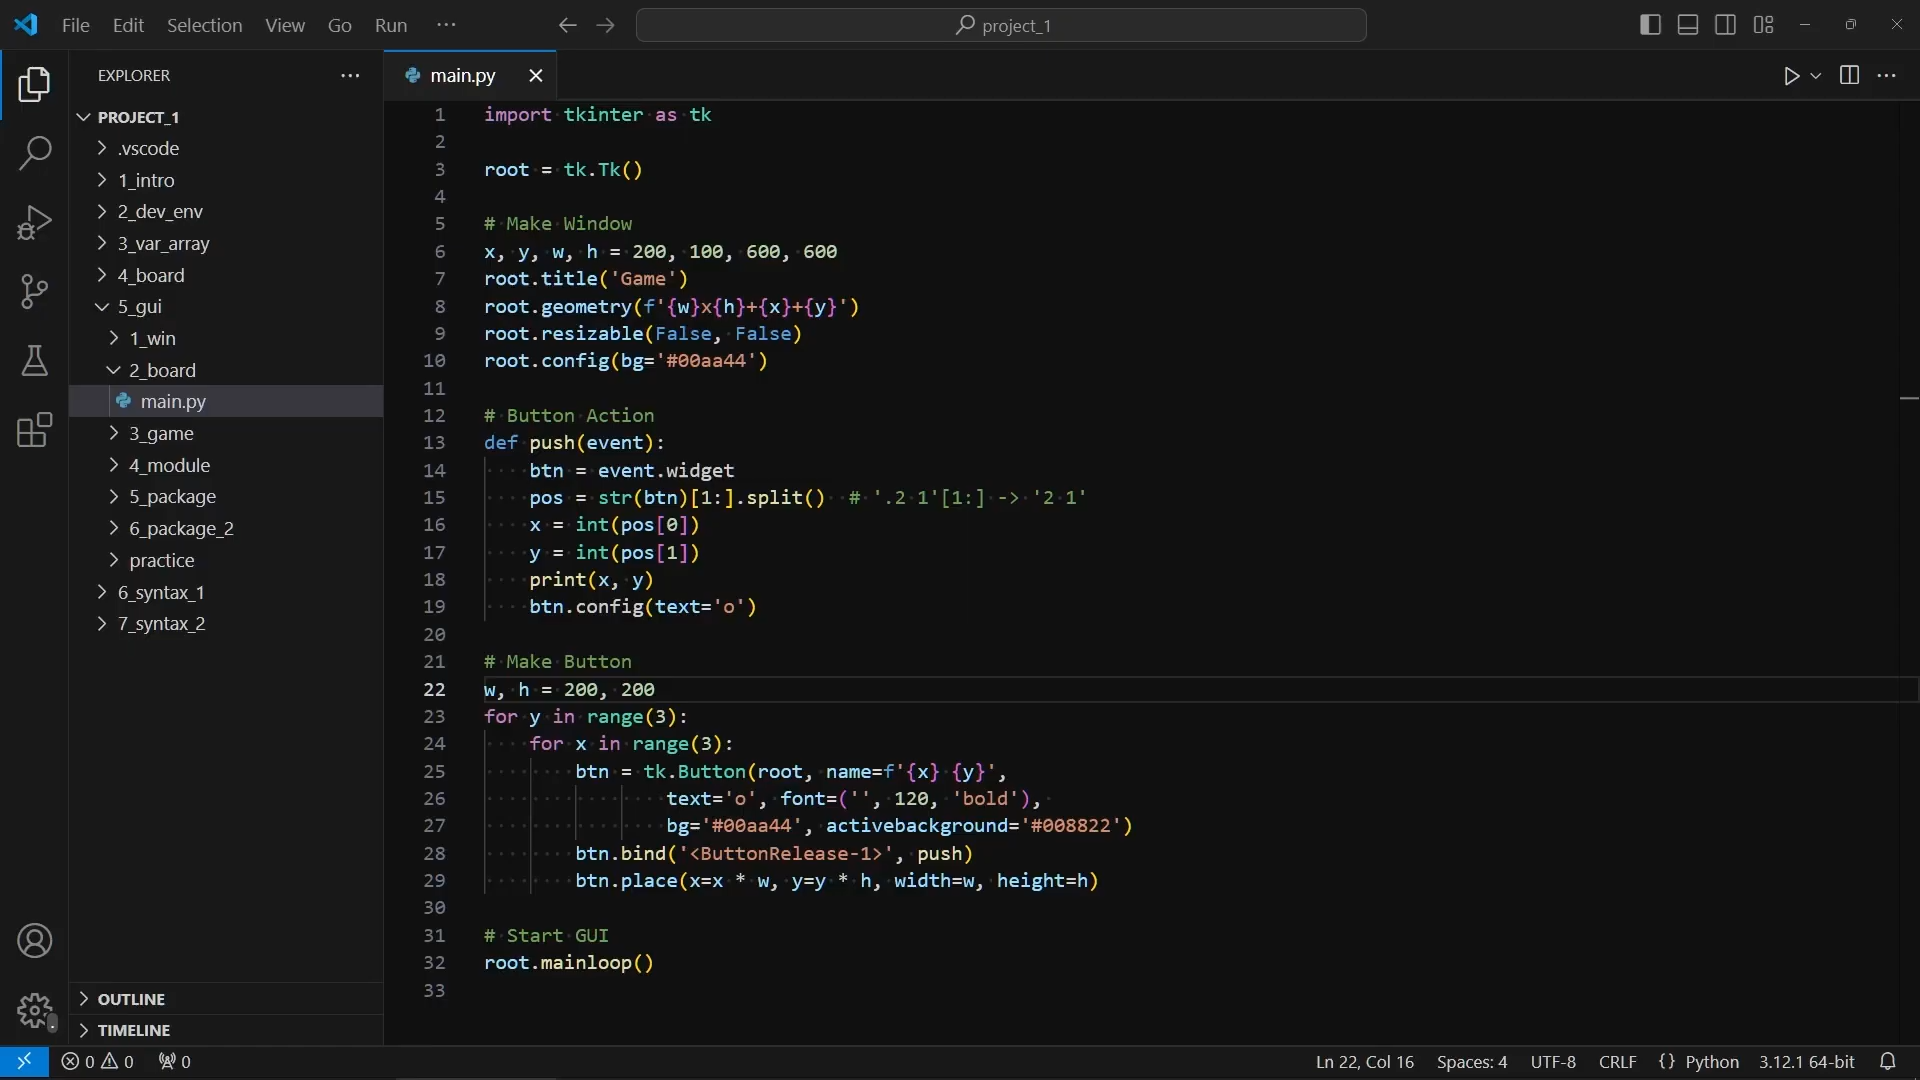 File Edit Selection View Go Run ···
project_1
EXPLORER ···
main.py
PROJECT_1
.vscode
1_intro
2_dev_env
3_var_array
4_board
5_gui
1_win
2_board
main.py
3_game
4_module
5_package
6_package_2
practice
6_syntax_1
7_syntax_2
OUTLINE
TIMELINE
1 import tkinter as tk
2
3 root = tk.Tk()
4
5 # Make Window
6 x, y, w, h = 200, 100, 600, 600
7 root.title('Game')
8 root.geometry(f'{w}x{h}+{x}+{y}')
9 root.resizable(False, False)
10 root.config(bg='#00aa44')
11
12 # Button Action
13 def push(event):
14     btn = event.widget
15     pos = str(btn)[1:].split()  # '.2 1'[1:] -> '2 1'
16     x = int(pos[0])
17     y = int(pos[1])
18     print(x, y)
19     btn.config(text='o')
20
21 # Make Button
22 w, h = 200, 200
23 for y in range(3):
24     for x in range(3):
25         btn = tk.Button(root, name=f'{x} {y}',
26                 text='o', font=('', 120, 'bold'),
27                 bg='#00aa44', activebackground='#008822')
28         btn.bind('<ButtonRelease-1>', push)
29         btn.place(x=x * w, y=y * h, width=w, height=h)
30
31 # Start GUI
32 root.mainloop()
33
0 0 0 Ln 22, Col 16 Spaces: 4 UTF-8 CRLF {} Python 3.12.1 64-bit